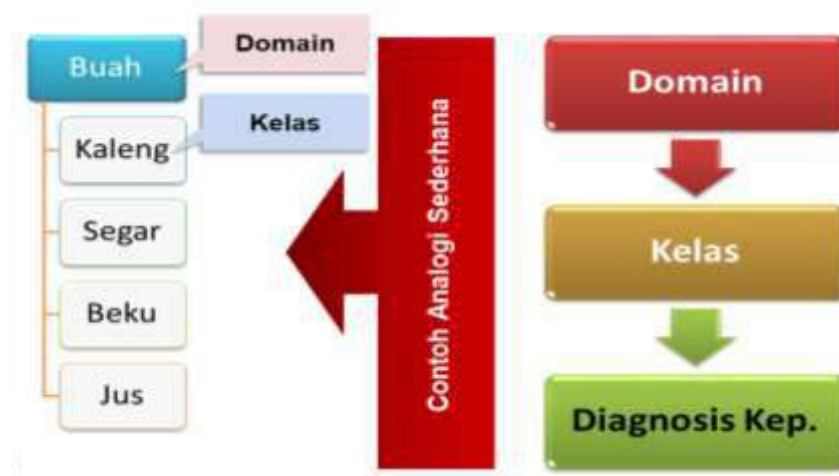 Buah
Domain
Kelas
Kaleng
Segar
Beku
Jus
Contoh Analogi Sederhana
Domain
Kelas
Diagnosis Kep.